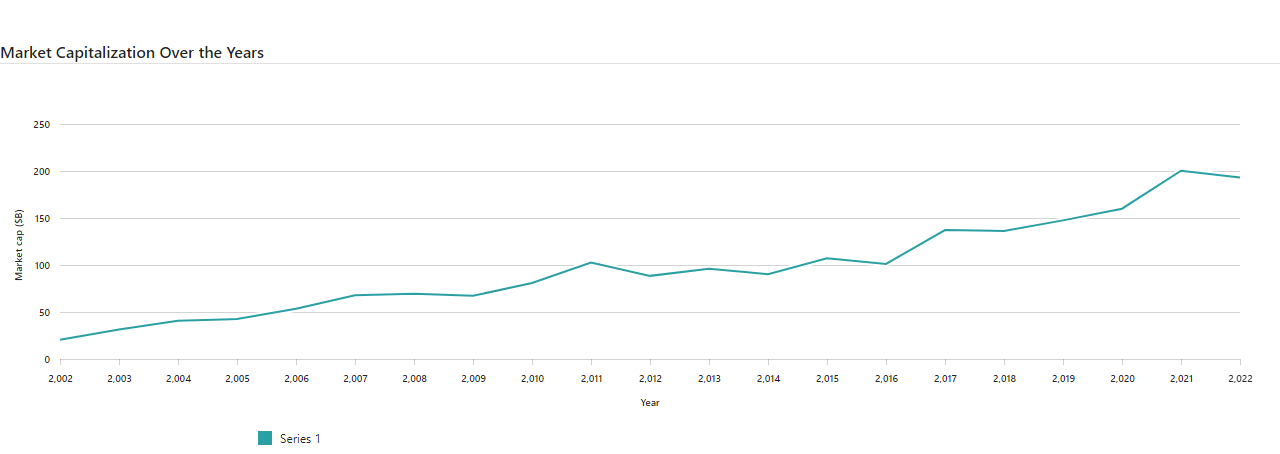 Market Capitalization Over the Years
250
200
150
100
50
0
Market cap ($B)
2,002 2,003 2,004 2,005 2,006 2,007 2,008 2,009 2,010 2,011 2,012 2,013 2,014 2,015 2,016 2,017 2,018 2,019 2,020 2,021 2,022
Year
Series 1